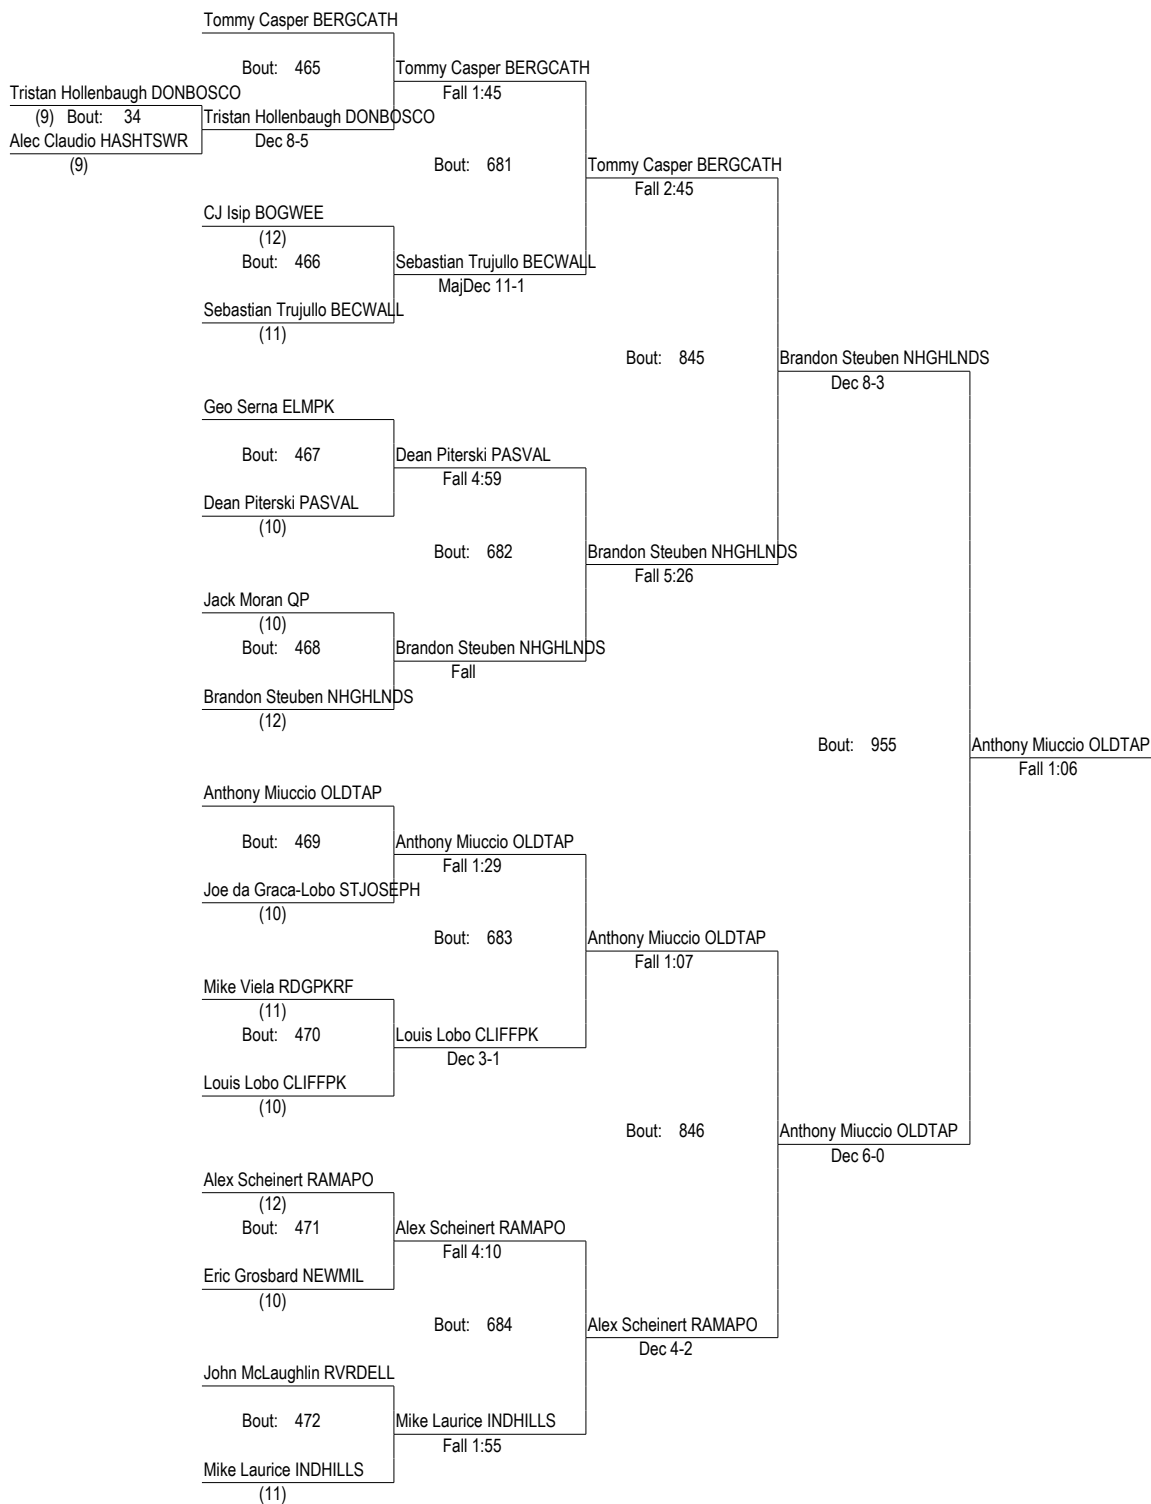 Tommy Casper BERGCATH
Bout: 465
Tommy Casper BERGCATH
Fall 1:45
Tristan Hollenbaugh DONBOSCO
(9) Bout: 34
Tristan Hollenbaugh DONBOSCO
Alec Claudio HASHTSWR
Dec 8-5
(9)
Bout: 681
Tommy Casper BERGCATH
Fall 2:45
CJ Isip BOGWEE
(12)
Bout: 466
Sebastian Trujullo BECWALL
MajDec 11-1
Sebastian Trujullo BECWALL
(11)
Bout: 845
Brandon Steuben NHGHLNDS
Dec 8-3
Geo Serna ELMPK
Bout: 467
Dean Piterski PASVAL
Fall 4:59
Dean Piterski PASVAL
(10)
Bout: 682
Brandon Steuben NHGHLNDS
Fall 5:26
Jack Moran QP
(10)
Bout: 468
Brandon Steuben NHGHLNDS
Fall
Brandon Steuben NHGHLNDS
(12)
Bout: 955
Anthony Miuccio OLDTAP
Fall 1:06
Anthony Miuccio OLDTAP
Bout: 469
Anthony Miuccio OLDTAP
Fall 1:29
Joe da Graca-Lobo STJOSEPH
(10)
Bout: 683
Anthony Miuccio OLDTAP
Fall 1:07
Mike Viela RDGPKRF
(11)
Bout: 470
Louis Lobo CLIFFPK
Dec 3-1
Louis Lobo CLIFFPK
(10)
Bout: 846
Anthony Miuccio OLDTAP
Dec 6-0
Alex Scheinert RAMAPO
(12)
Bout: 471
Alex Scheinert RAMAPO
Fall 4:10
Eric Grosbard NEWMIL
(10)
Bout: 684
Alex Scheinert RAMAPO
Dec 4-2
John McLaughlin RVRDELL
Bout: 472
Mike Laurice INDHILLS
Fall 1:55
Mike Laurice INDHILLS
(11)